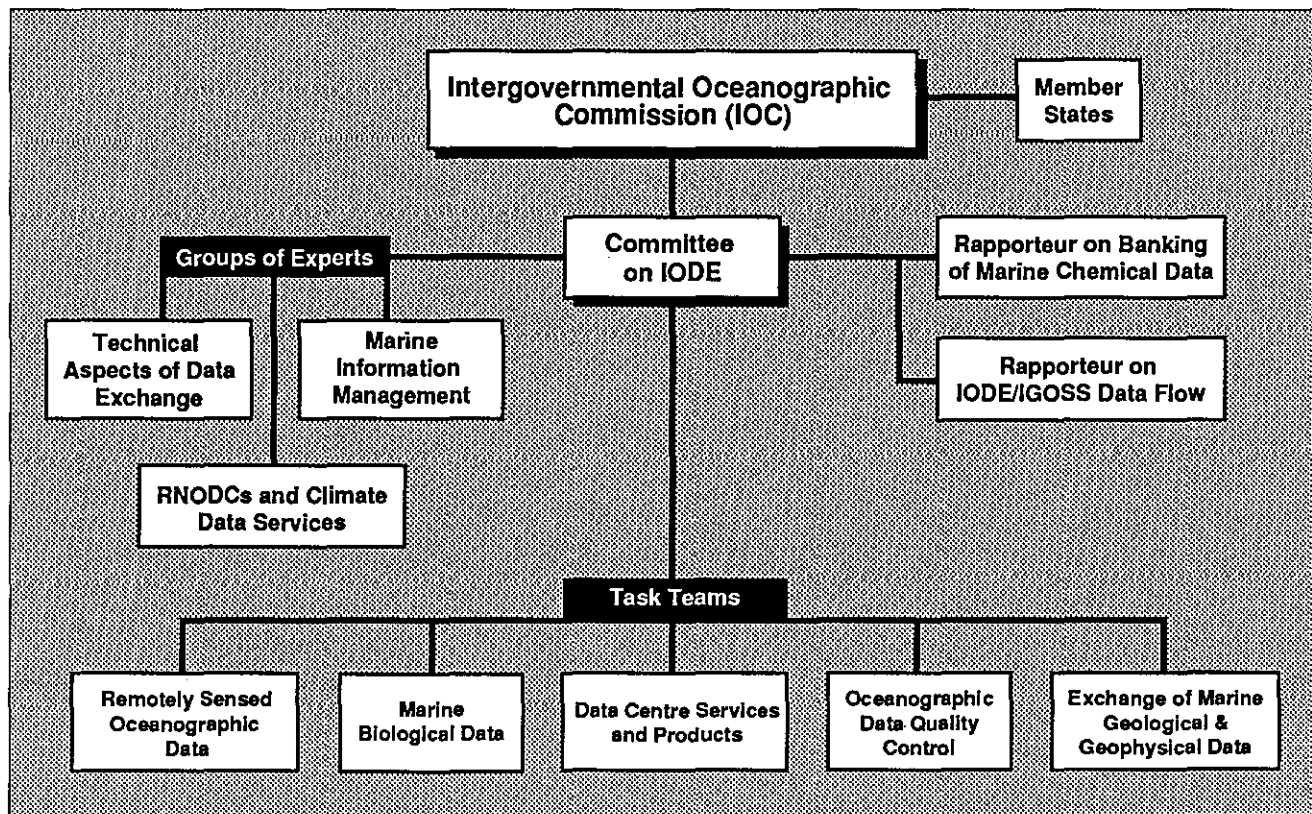 Intergovernmental Oceanographic
Commission (IOC)
Member
States
Committee
on IODE
Groups of Experts
Technical
Aspects of Data
Exchange
Marine
Information
Management
RNODCs and Climate
Data Services
Rapporteur on Banking
of Marine Chemical Data
Rapporteur on
IODE/IGOSS Data Flow
Task Teams
Remotely Sensed
Oceanographic
Data
Marine
Biological Data
Data Centre Services
and Products
Oceanographic
Data Quality
Control
Exchange of Marine
Geological &
Geophysical Data